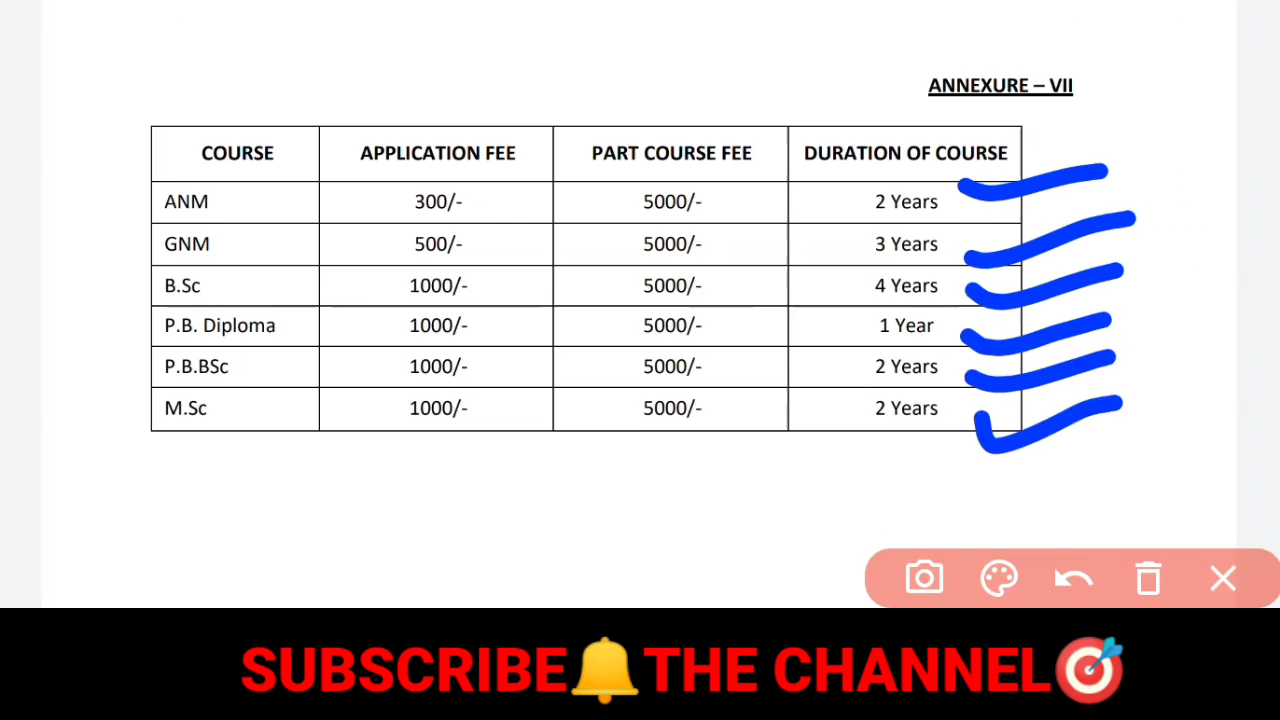 ANNEXURE – VII
COURSE APPLICATION FEE PART COURSE FEE DURATION OF COURSE
ANM 300/- 5000/- 2 Years
GNM 500/- 5000/- 3 Years
B.Sc 1000/- 5000/- 4 Years
P.B. Diploma 1000/- 5000/- 1 Year
P.B.BSc 1000/- 5000/- 2 Years
M.Sc 1000/- 5000/- 2 Years
SUBSCRIBE🔔THE CHANNEL🎯